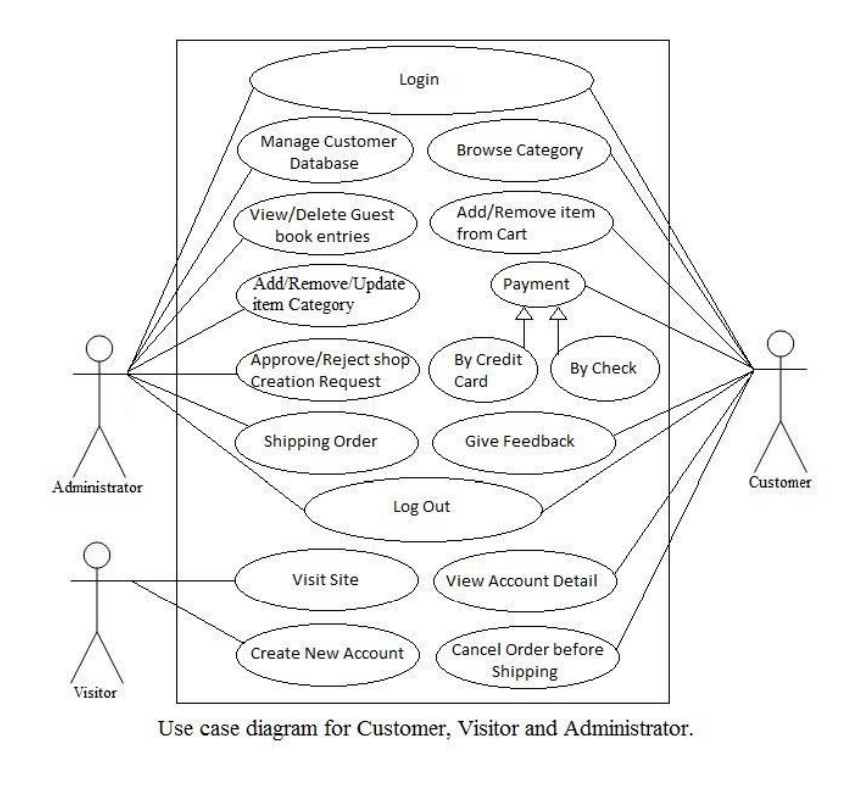 Login
Manage Customer
Database
Browse Category
View/Delete Guest
book entries
Add/Remove item
from Cart
Add/Remove/Update
item Category
Payment
Approve/Reject shop
Creation Request
By Credit
Card
By Check
Shipping Order
Give Feedback
Administrator
Customer
Log Out
Visit Site
View Account Detail
Create New Account
Cancel Order before
Shipping
Visitor
Use case diagram for Customer, Visitor and Administrator.